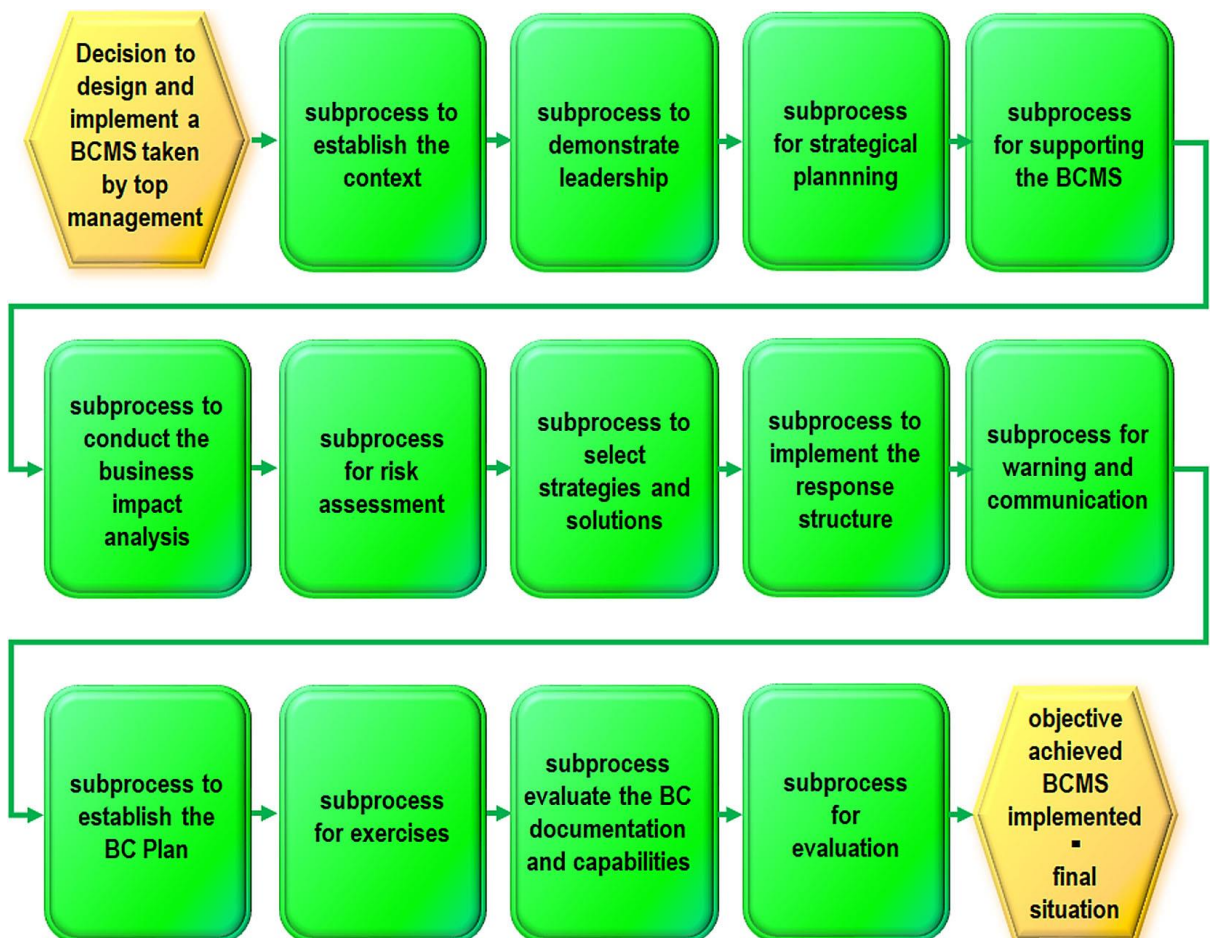 Decision to
design and
implement a
BCMS taken
by top
management
subprocess to
establish the
context
subprocess to
demonstrate
leadership
subprocess
for strategical
plannning
subprocess
for supporting
the BCMS
subprocess to
conduct the
business
impact
analysis
subprocess
for risk
assessment
subprocess to
select
strategies and
solutions
subprocess to
implement the
response
structure
subprocess for
warning and
communication
subprocess to
establish the
BC Plan
subprocess
for exercises
subprocess
evaluate the BC
documentation
and capabilities
subprocess
for
evaluation
objective
achieved
BCMS
implemented
-
final
situation